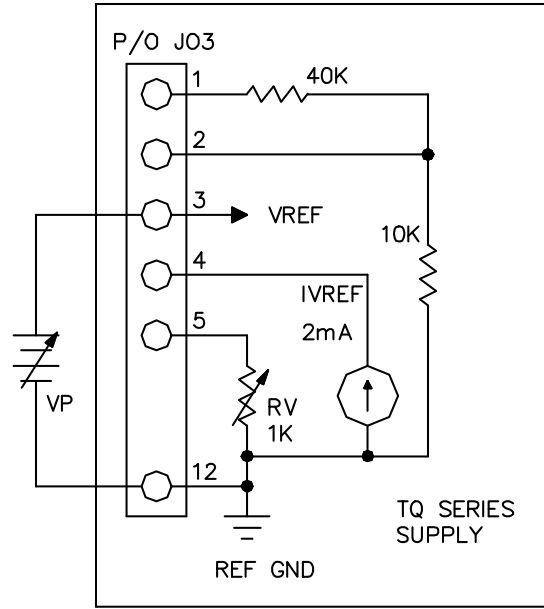 P/O JO3
1
40K
2
3
VREF
10K
4
IVREF
2mA
5
VP
RV
1K
12
TQ SERIES
SUPPLY
REF GND